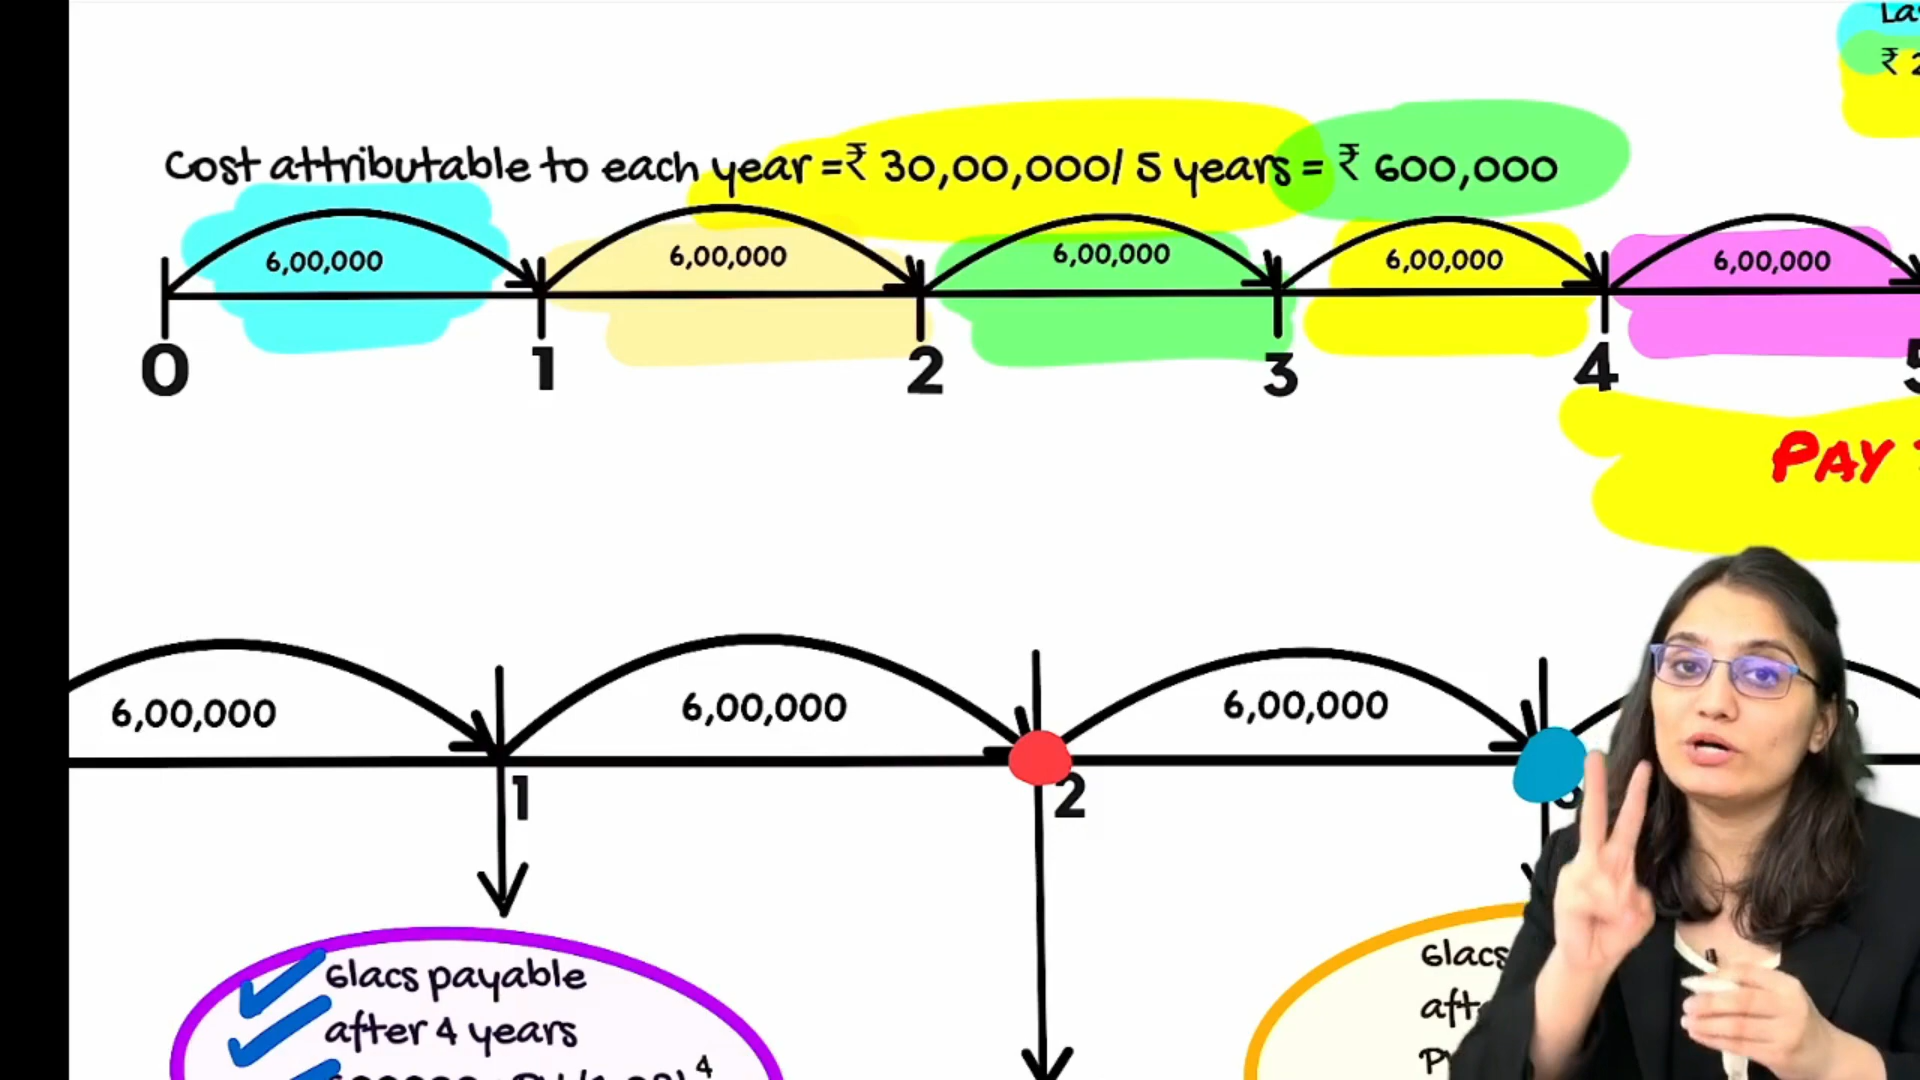 ₹ 2
Cost attributable to each year =₹ 30,00,000/ 5 years = ₹ 600,000
6,00,000 6,00,000 6,00,000 6,00,000 6,00,000
0 1 2 3 4 5
PAY
6,00,000 6,00,000 6,00,000
1 2
6lacs payable
after 4 years
6lacs